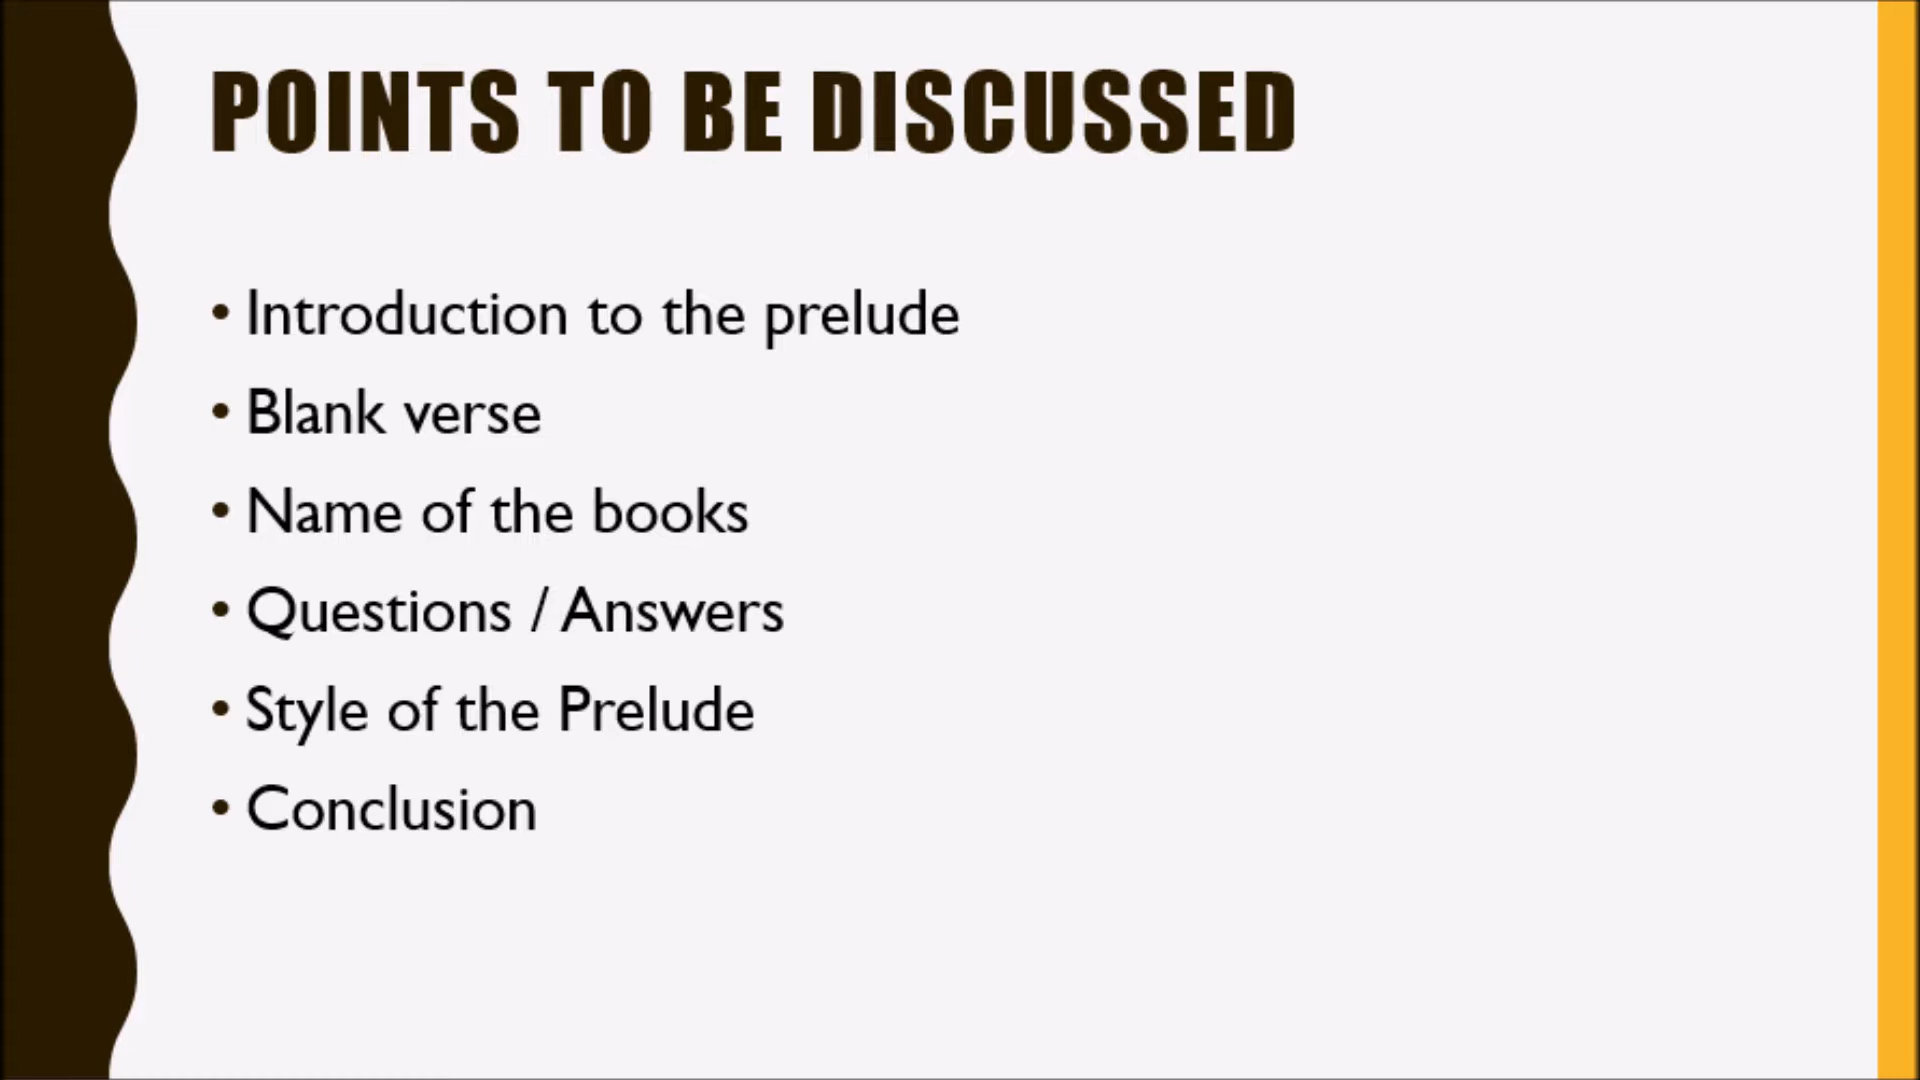 POINTS TO BE DISCUSSED
• Introduction to the prelude
• Blank verse
• Name of the books
• Questions / Answers
• Style of the Prelude
• Conclusion